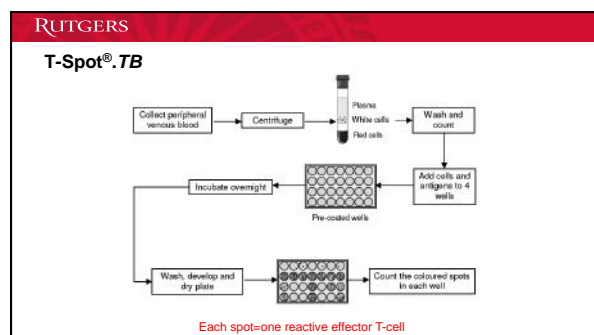 RUTGERS
T-Spot®.TB
Collect peripheral
venous blood
Centrifuge
Plasma
White cells
Red cells
Wash and
count
Add cells and
antigens to 4
wells
Pre-coated wells
Incubate overnight
Wash, develop and
dry plate
Count the coloured spots
in each well
Each spot=one reactive effector T-cell